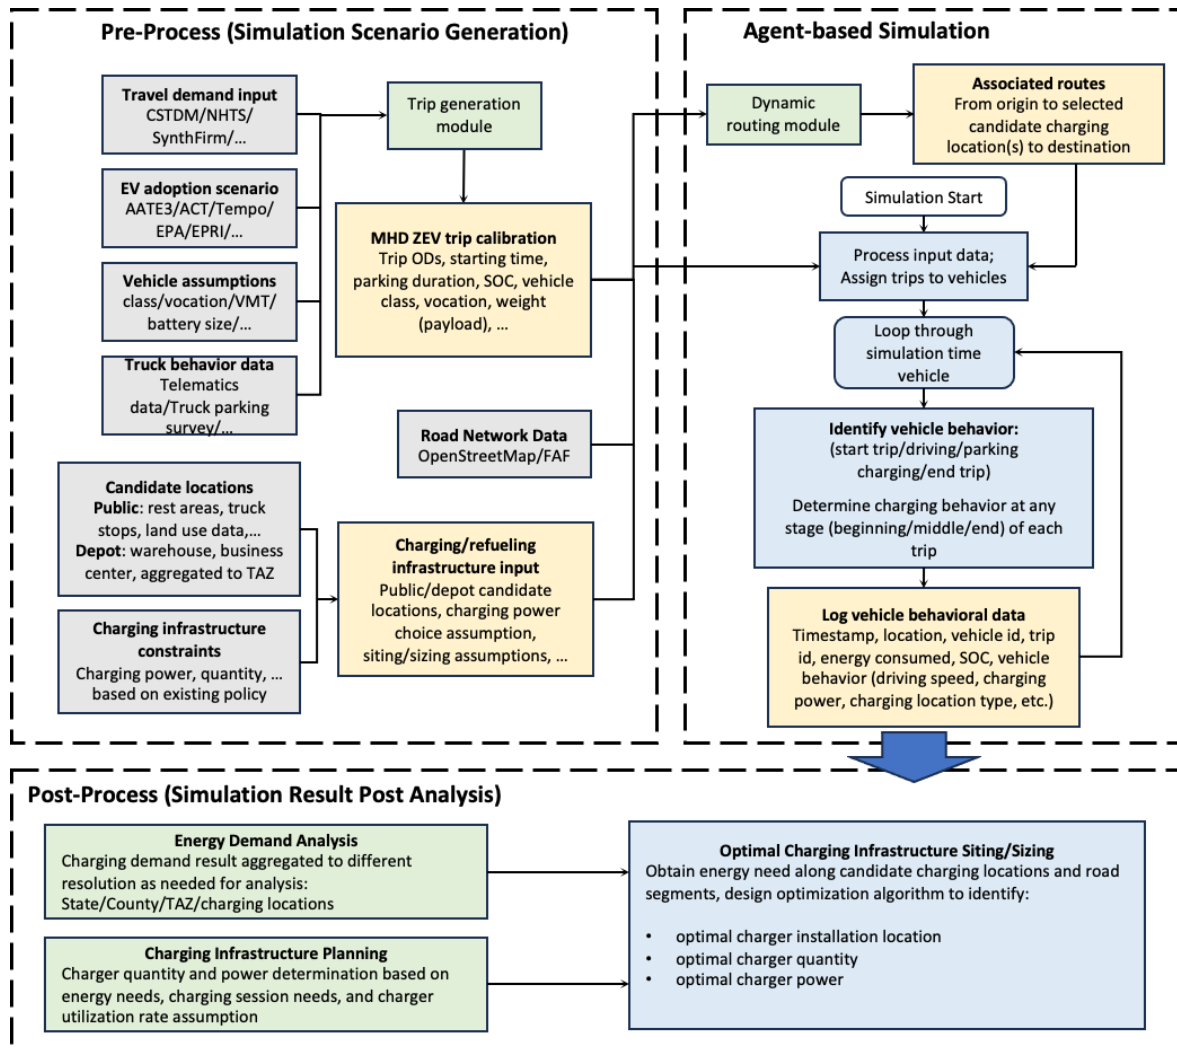 Pre-Process (Simulation Scenario Generation)
Travel demand input
CSTDM/NHTS/
SynthFirm/...
EV adoption scenario
AATE3/ACT/Tempo/
EPA/EPRI/...
Vehicle assumptions
class/vocation/VMT/
battery size/...
Truck behavior data
Telematics
data/Truck parking
survey/...
Trip generation
module
MHD ZEV trip calibration
Trip ODs, starting time,
parking duration, SOC, vehicle
class, vocation, weight
(payload), ...
Road Network Data
OpenStreetMap/FAF
Candidate locations
Public: rest areas, truck
stops, land use data,...
Depot: warehouse, business
center, aggregated to TAZ
Charging infrastructure
constraints
Charging power, quantity, ...
based on existing policy
Charging/refueling
infrastructure input
Public/depot candidate
locations, charging power
choice assumption,
siting/sizing assumptions, ...
Agent-based Simulation
Dynamic
routing module
Associated routes
From origin to selected
candidate charging
location(s) to destination
Simulation Start
Process input data;
Assign trips to vehicles
Loop through
simulation time
vehicle
Identify vehicle behavior:
(start trip/driving/parking
charging/end trip)
Determine charging behavior at any
stage (beginning/middle/end) of each
trip
Log vehicle behavioral data
Timestamp, location, vehicle id, trip
id, energy consumed, SOC, vehicle
behavior (driving speed, charging
power, charging location type, etc.)
Post-Process (Simulation Result Post Analysis)
Energy Demand Analysis
Charging demand result aggregated to different
resolution as needed for analysis:
State/County/TAZ/charging locations
Charging Infrastructure Planning
Charger quantity and power determination based on
energy needs, charging session needs, and charger
utilization rate assumption
Optimal Charging Infrastructure Siting/Sizing
Obtain energy need along candidate charging locations and road
segments, design optimization algorithm to identify:
• optimal charger installation location
• optimal charger quantity
• optimal charger power